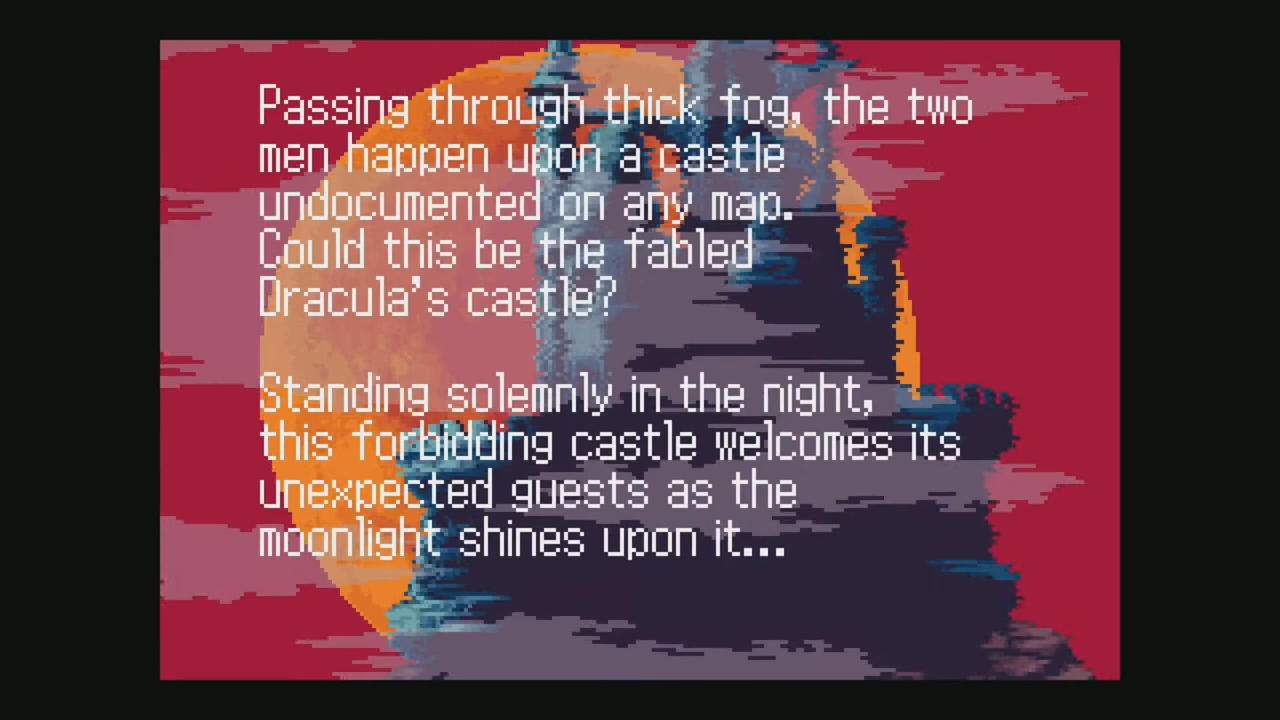 Passing through thick fog, the two
men happen upon a castle
undocumented on any map.
Could this be the fabled
Dracula's castle?
Standing solemnly in the night,
this forbidding castle welcomes its
unexpected guests as the
moonlight shines upon it...